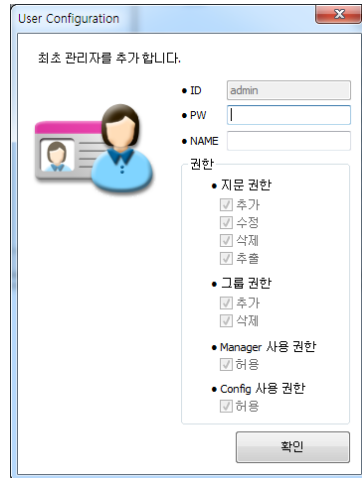 User Configuration
최초 관리자를 추가 합니다.
• ID admin
• PW
• NAME
권한
• 지문 권한
추가
수정
삭제
추출
• 그룹 권한
추가
삭제
• Manager 사용 권한
허용
• Config 사용 권한
허용
확인